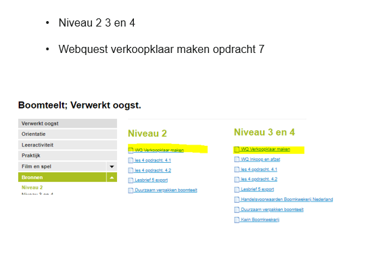 • Niveau 2 3 en 4
• Webquest verkoopklaar maken opdracht 7
Boomteelt; Verwerkt oogst.
Verwerkt oogst
Orientatie
Leeractiviteit
Praktijk
Film en spel
Bronnen
Niveau 2
Niveau 3 en 4
Niveau 2
WQ Verkoopklaar maken
les 4 opdracht. 4.1
les 4 opdracht. 4.2
Lesbrief 5 export
Duurzaam verpakken boomteelt
Niveau 3 en 4
WQ Verkoopklaar maken
WQ Inkoop en afzet
les 4 opdracht. 4.1
les 4 opdracht. 4.2
Lesbrief 5 export
Handelsvoorwaarden Boomkwekerij Nederland
Duurzaam verpakken boomteelt
Kwin Boomkwekerij